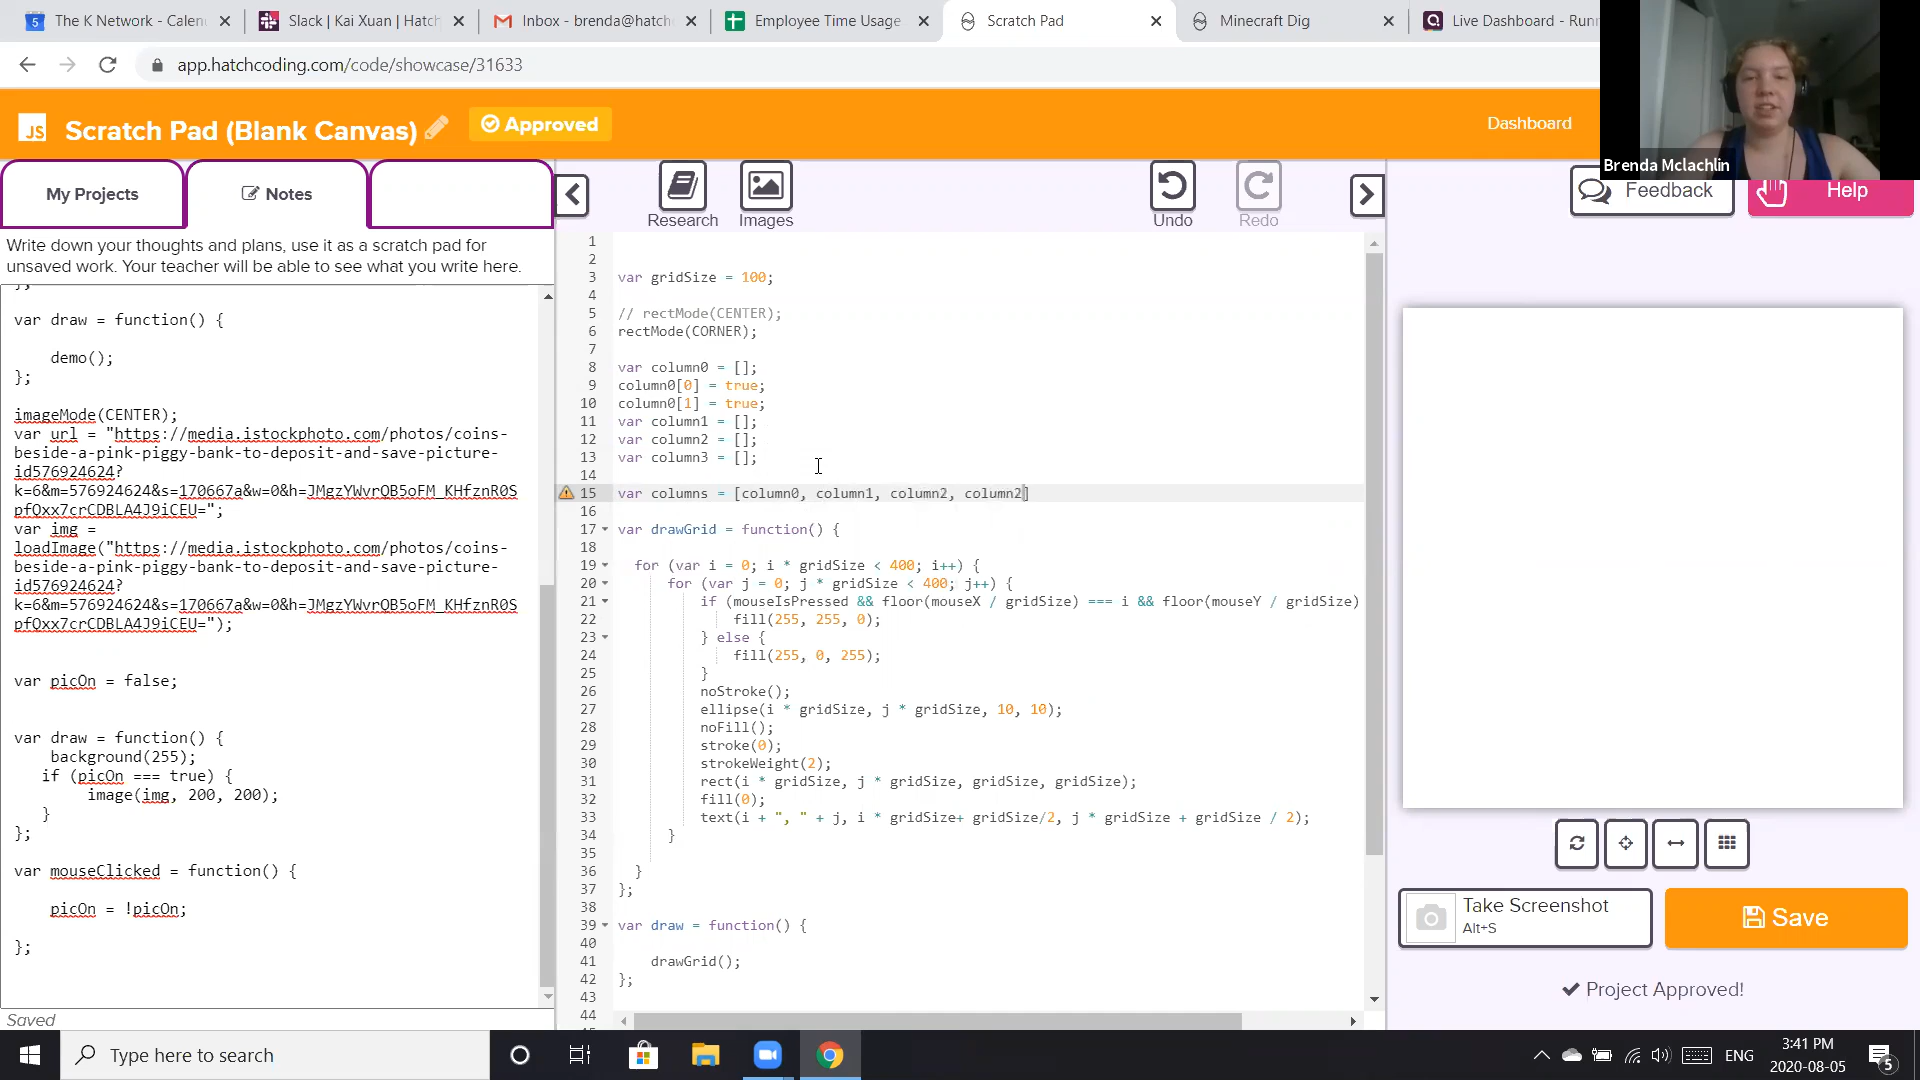 The K Network - Calen
Slack | Kai Xuan | Hatch
Inbox - brenda@hatche
Employee Time Usage
Scratch Pad
Minecraft Dig
Live Dashboard - Runn
app.hatchcoding.com/code/showcase/31633
JS
Scratch Pad (Blank Canvas)
Approved
Dashboard
Brenda Mclachlin
My Projects
Notes
Research
Images
Undo
Redo
Feedback
Help
Write down your thoughts and plans, use it as a scratch pad for
unsaved work. Your teacher will be able to see what you write here.
};
var draw = function() {
demo();
};
imageMode(CENTER);
var url = "https://media.istockphoto.com/photos/coins-
beside-a-pink-piggy-bank-to-deposit-and-save-picture-
id576924624?
k=6&m=576924624&s=170667a&w=0&h=JMgzYWvrQB5oFM_KHfznR0S
pfQxx7crCDBLA4J9iCEU=";
var img =
loadImage("https://media.istockphoto.com/photos/coins-
beside-a-pink-piggy-bank-to-deposit-and-save-picture-
id576924624?
k=6&m=576924624&s=170667a&w=0&h=JMgzYWvrQB5oFM_KHfznR0S
pfQxx7crCDBLA4J9iCEU=");
var picOn = false;
var draw = function() {
background(255);
if (picOn === true) {
image(img, 200, 200);
}
};
var mouseClicked = function() {
picOn = !picOn;
};
Saved
1
2
3 var gridSize = 100;
4
5 // rectMode(CENTER);
6 rectMode(CORNER);
7
8 var column0 = [];
9 column0[0] = true;
10 column0[1] = true;
11 var column1 = [];
12 var column2 = [];
13 var column3 = [];
14
15 var columns = [column0, column1, column2, column2]
16
17 var drawGrid = function() {
18
19 for (var i = 0; i * gridSize < 400; i++) {
20 for (var j = 0; j * gridSize < 400; j++) {
21 if (mouseIsPressed && floor(mouseX / gridSize) === i && floor(mouseY / gridSize)
22 fill(255, 255, 0);
23 } else {
24 fill(255, 0, 255);
25 }
26 noStroke();
27 ellipse(i * gridSize, j * gridSize, 10, 10);
28 noFill();
29 stroke(0);
30 strokeWeight(2);
31 rect(i * gridSize, j * gridSize, gridSize, gridSize);
32 fill(0);
33 text(i + ", " + j, i * gridSize+ gridSize/2, j * gridSize + gridSize / 2);
34 }
35
36 }
37 };
38
39 var draw = function() {
40
41 drawGrid();
42 };
43
44
Take Screenshot
Alt+S
Save
Project Approved!
Type here to search
ENG
3:41 PM
2020-08-05
5